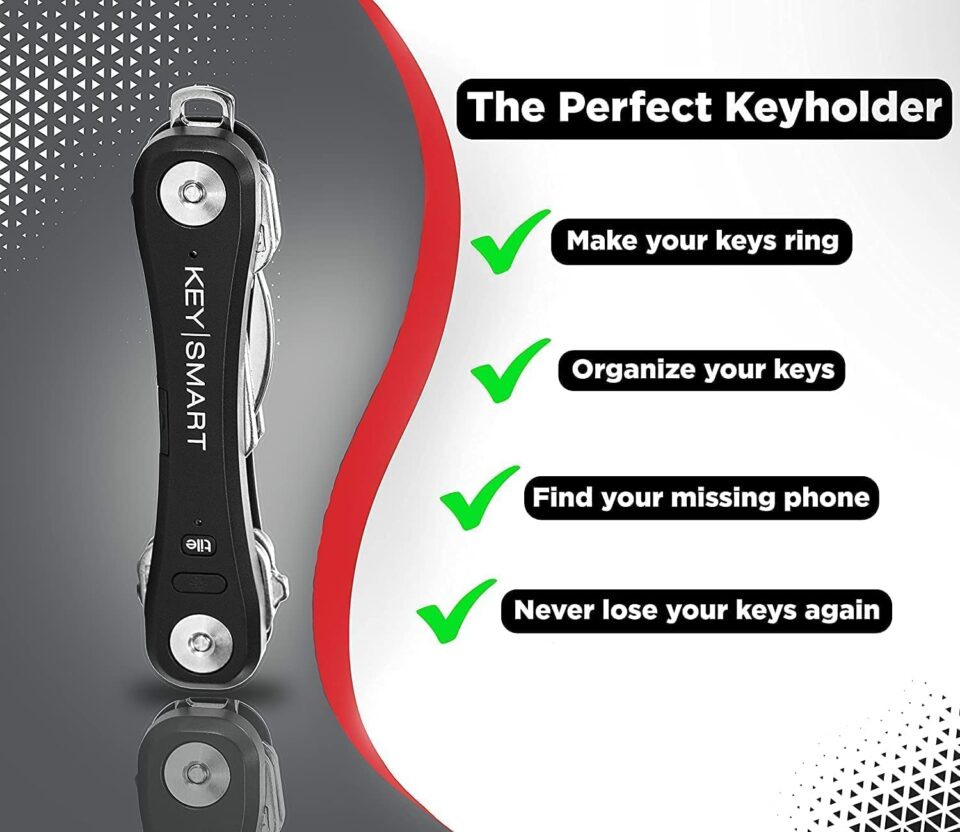 The Perfect Keyholder
Make your keys ring
Organize your keys
Find your missing phone
Never lose your keys again
KEY|SMART
tile